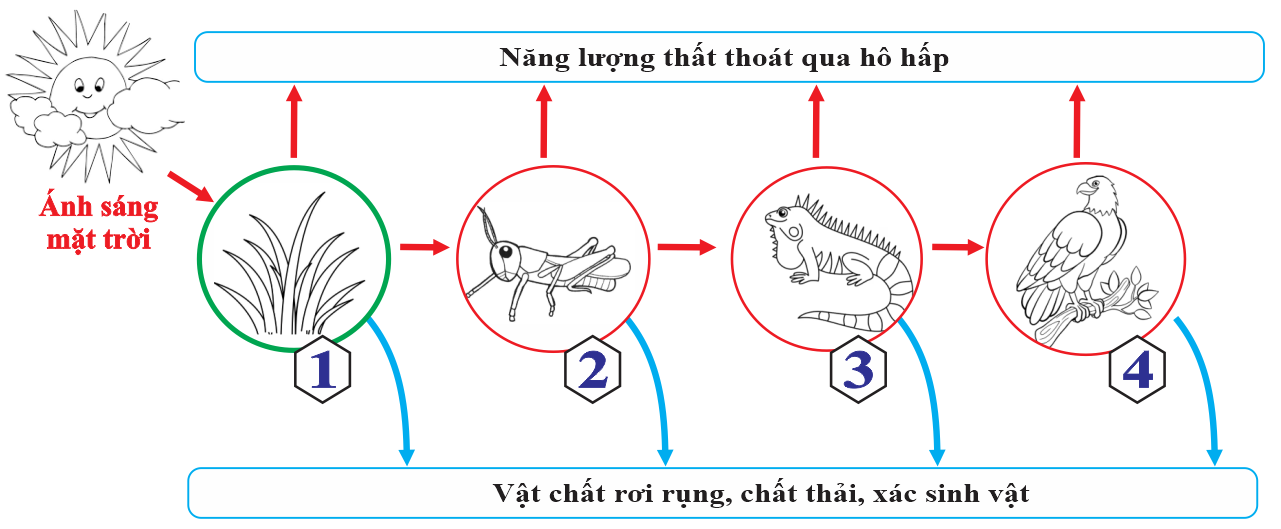 Năng lượng thất thoát qua hô hấp
Ánh sáng
mặt trời
1
2
3
4
Vật chất rơi rụng, chất thải, xác sinh vật